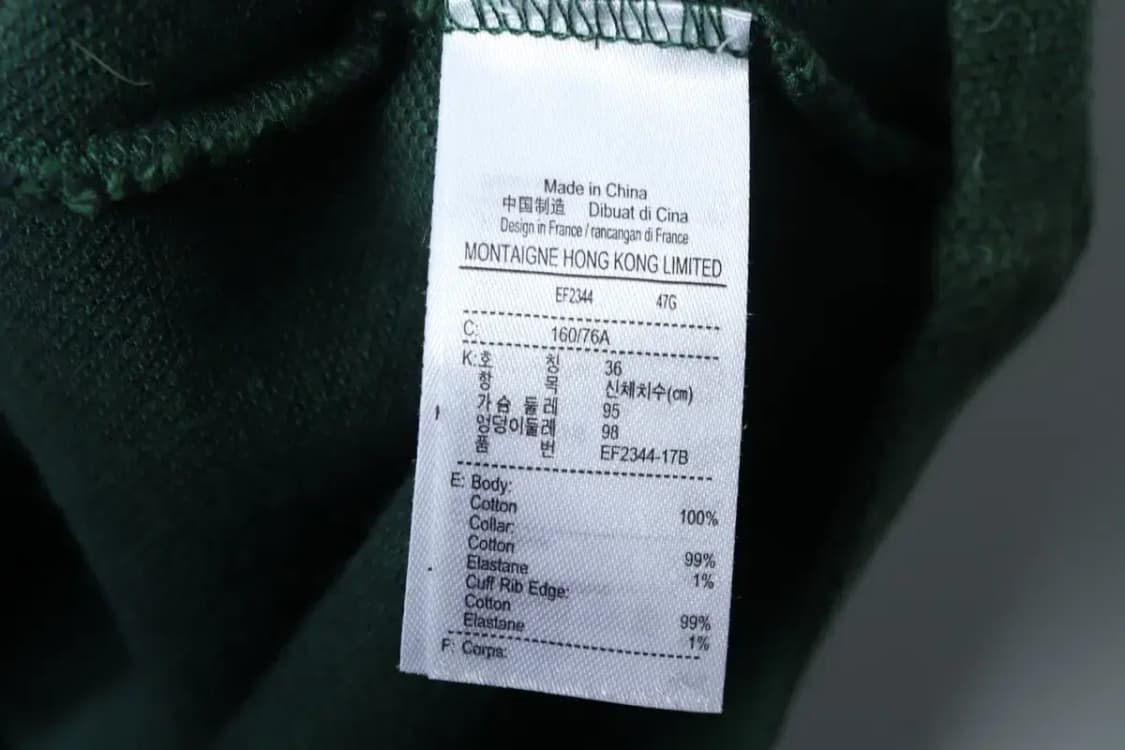 Made in China
中国制造 Dibuat di Cina
Design in France / rancangan di France
MONTAIGNE HONG KONG LIMITED
EF2344 47G
C: 160/76A
K: 호 칭 36
항 목 신체치수(㎝)
가슴 둘레 95
엉덩이둘레 98
품 번 EF2344-17B
E: Body:
Cotton 100%
Collar:
Cotton 99%
Elastane 1%
Cuff Rib Edge:
Cotton 99%
Elastane 1%
F: Corps: